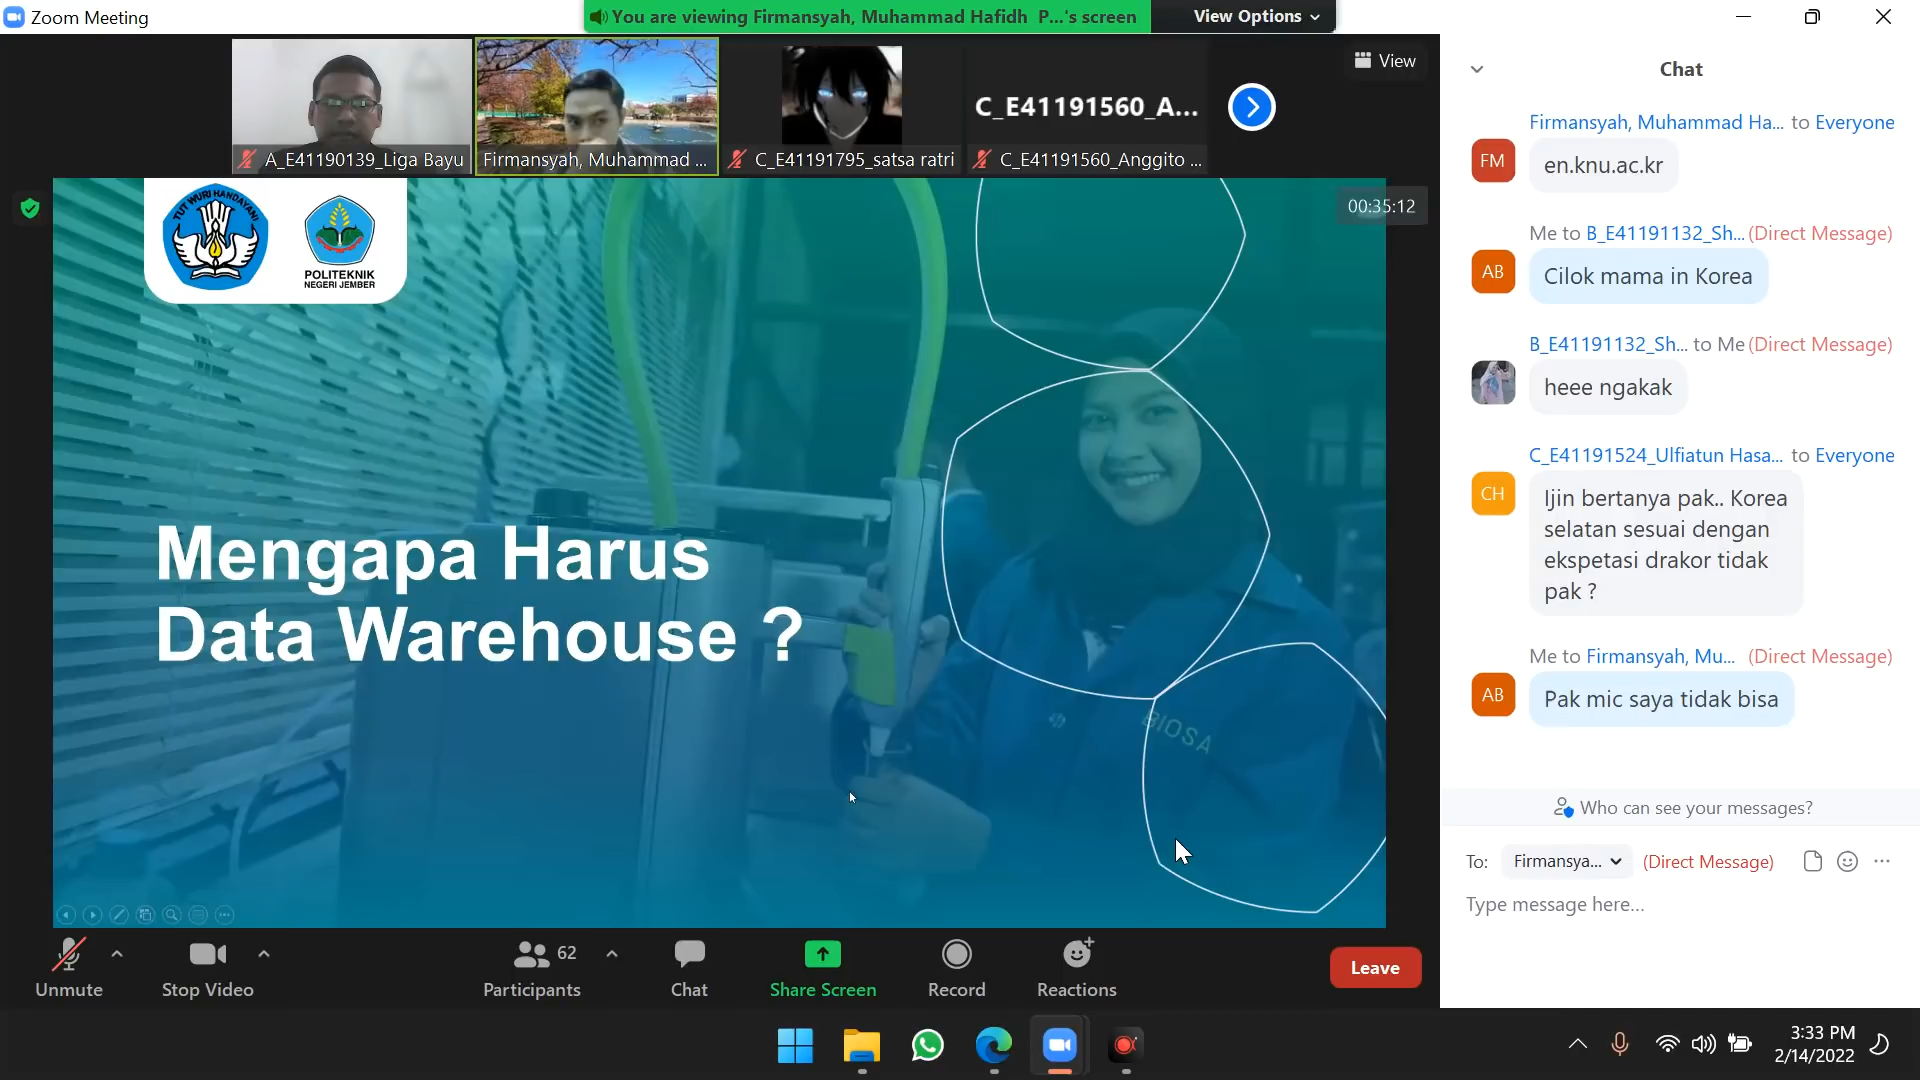 Zoom Meeting
You are viewing Firmansyah, Muhammad Hafidh P...'s screen
View Options
View
A_E41190139_Liga Bayu
Firmansyah, Muhammad ...
C_E41191795_satsa ratri
C_E41191560_A...
C_E41191560_Anggito ...
00:35:12
TUT WURI HANDAYANI
POLITEKNIK
NEGERI JEMBER
Mengapa Harus
Data Warehouse ?
BIOSA
Chat
Firmansyah, Muhammad Ha... to Everyone
FM
en.knu.ac.kr
Me to B_E41191132_Sh... (Direct Message)
AB
Cilok mama in Korea
B_E41191132_Sh... to Me (Direct Message)
heee ngakak
C_E41191524_Ulfiatun Hasa... to Everyone
CH
Ijin bertanya pak.. Korea
selatan sesuai dengan
ekspetasi drakor tidak
pak ?
Me to Firmansyah, Mu... (Direct Message)
AB
Pak mic saya tidak bisa
Who can see your messages?
To: Firmansya... (Direct Message)
Type message here...
Unmute
Stop Video
62
Participants
Chat
Share Screen
Record
Reactions
Leave
3:33 PM
2/14/2022